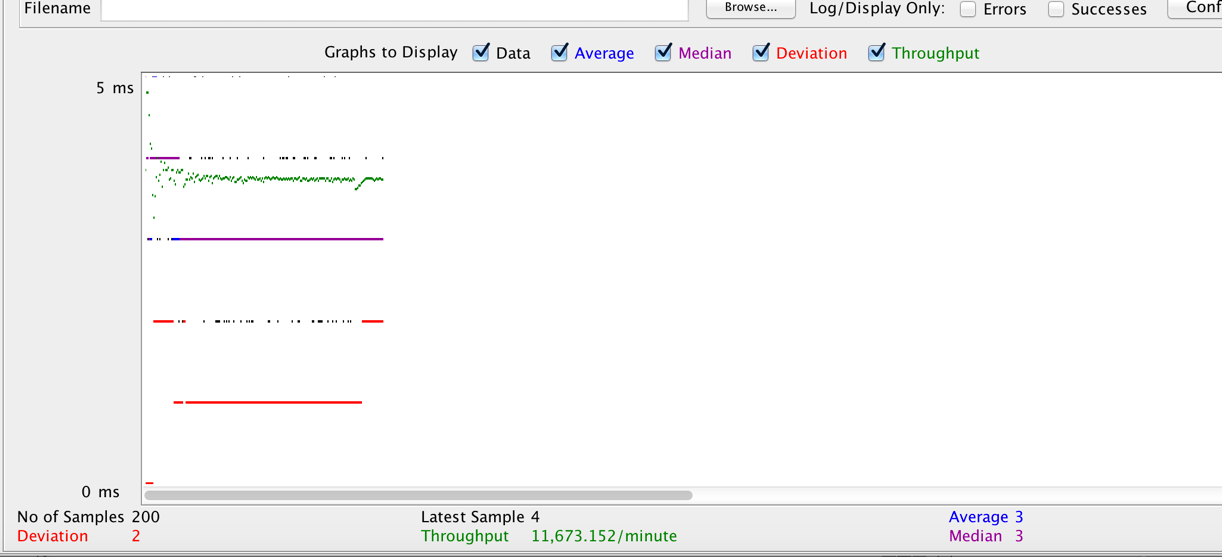 Filename Browse... Log/Display Only: Errors Successes Conf
Graphs to Display Data Average Median Deviation Throughput
5 ms
0 ms
No of Samples 200 Latest Sample 4 Average 3
Deviation 2 Throughput 11,673.152/minute Median 3